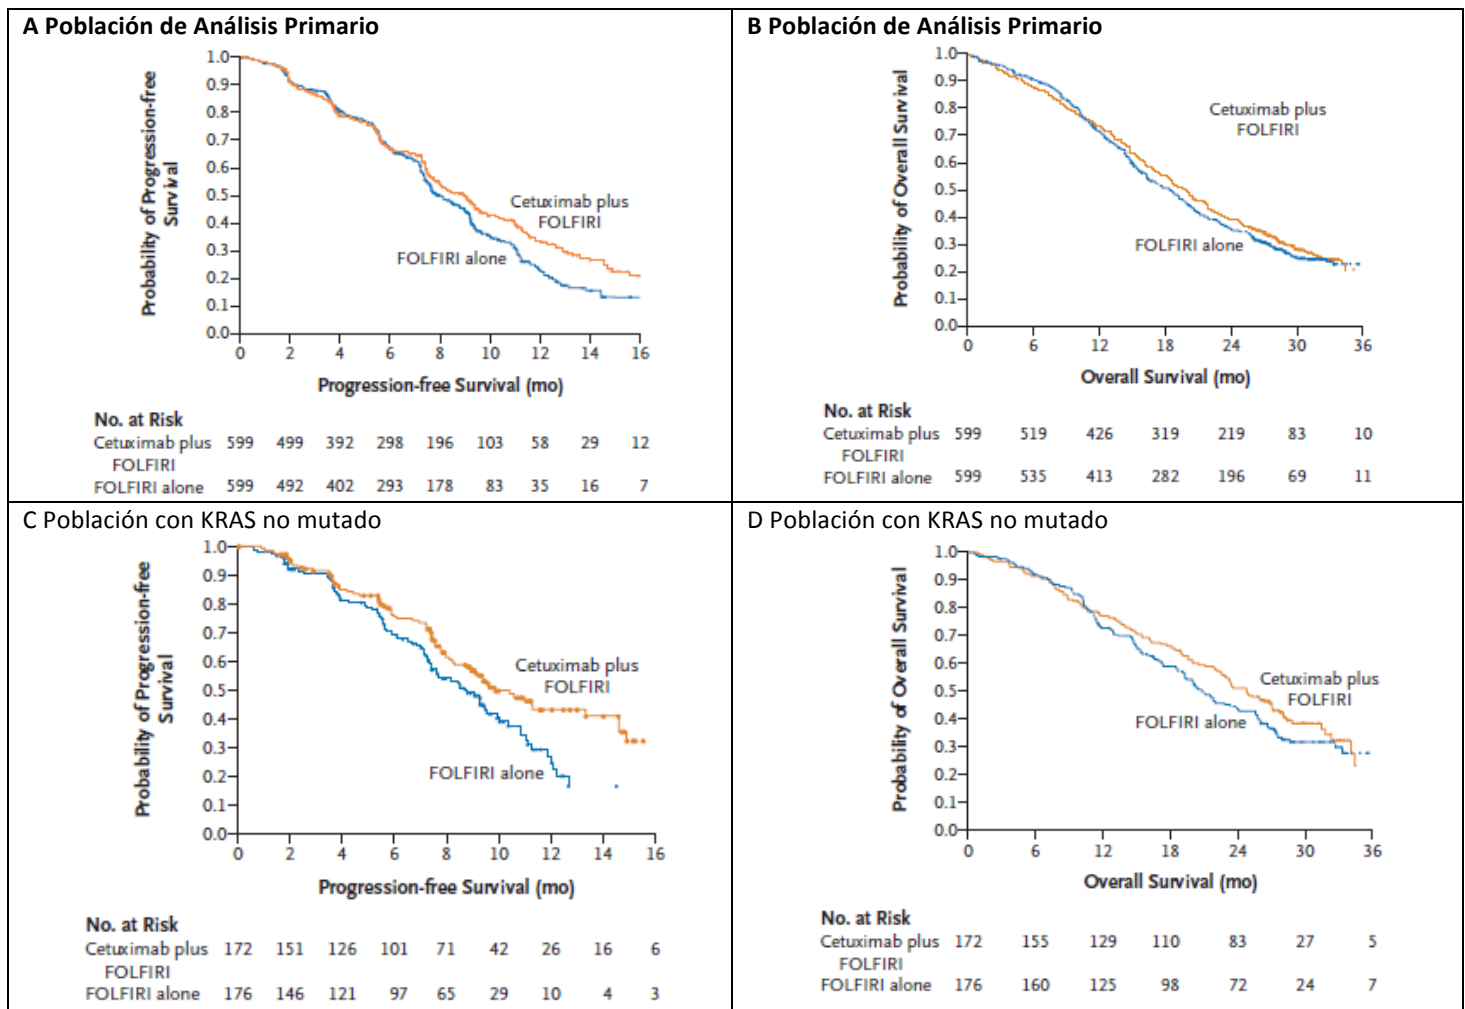 A Población de Análisis Primario
Probability of Progression-free
Survival
1.0
0.9
0.8
0.7
0.6
0.5
0.4
0.3
0.2
0.1
0.0
Cetuximab plus
FOLFIRI
FOLFIRI alone
0 2 4 6 8 10 12 14 16
Progression-free Survival (mo)
No. at Risk
Cetuximab plus 599 499 392 298 196 103 58 29 12
FOLFIRI
FOLFIRI alone 599 492 402 293 178 83 35 16 7
B Población de Análisis Primario
Probability of Overall Survival
1.0
0.9
0.8
0.7
0.6
0.5
0.4
0.3
0.2
0.1
0.0
Cetuximab plus
FOLFIRI
FOLFIRI alone
0 6 12 18 24 30 36
Overall Survival (mo)
No. at Risk
Cetuximab plus 599 519 426 319 219 83 10
FOLFIRI
FOLFIRI alone 599 535 413 282 196 69 11
C Población con KRAS no mutado
Probability of Progression-free
Survival
1.0
0.9
0.8
0.7
0.6
0.5
0.4
0.3
0.2
0.1
0.0
Cetuximab plus
FOLFIRI
FOLFIRI alone
0 2 4 6 8 10 12 14 16
Progression-free Survival (mo)
No. at Risk
Cetuximab plus 172 151 126 101 71 42 26 16 6
FOLFIRI
FOLFIRI alone 176 146 121 97 65 29 10 4 3
D Población con KRAS no mutado
Probability of Overall Survival
1.0
0.9
0.8
0.7
0.6
0.5
0.4
0.3
0.2
0.1
0.0
Cetuximab plus
FOLFIRI
FOLFIRI alone
0 6 12 18 24 30 36
Overall Survival (mo)
No. at Risk
Cetuximab plus 172 155 129 110 83 27 5
FOLFIRI
FOLFIRI alone 176 160 125 98 72 24 7